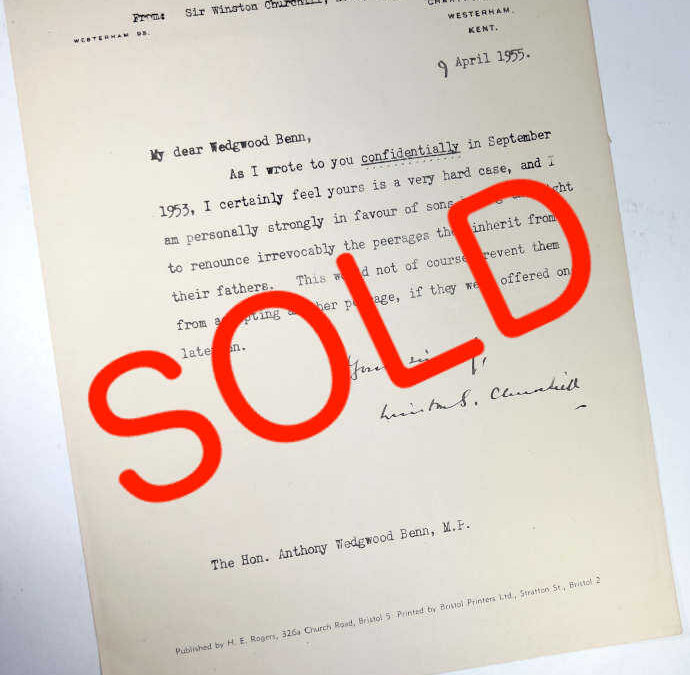 From: Sir Winston Churchill,
WESTERHAM 93.
WESTERHAM,
KENT.
9 April 1955.
My dear Wedgwood Benn,
As I wrote to you confidentially in September
1953, I certainly feel yours is a very hard case, and I
am personally strongly in favour of sons
to renounce irrevocably the peerages inherit from
their fathers. This not of course them
from if they offered
SOLD
Winston S. Churchill
The Hon. Anthony Wedgwood Benn, M.P.
Published by H. E. Rogers, 326a Church Road, Bristol 5. Printed by Bristol Printers Ltd., Stratton St., Bristol 2